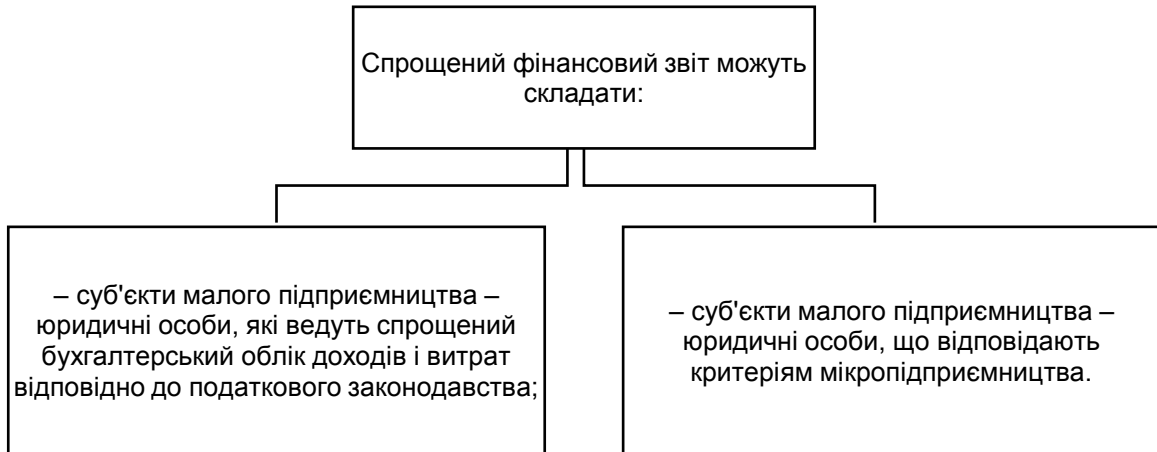 Спрощений фінансовий звіт можуть
складати:
– суб'єкти малого підприємництва –
юридичні особи, які ведуть спрощений
бухгалтерський облік доходів і витрат
відповідно до податкового законодавства;
– суб'єкти малого підприємництва –
юридичні особи, що відповідають
критеріям мікропідприємництва.